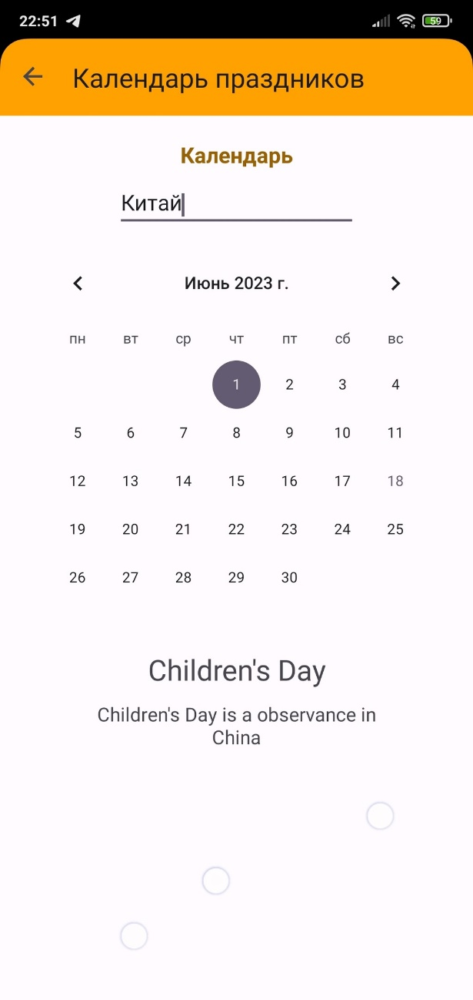 22:51
59
Календарь праздников
Календарь
Китай
Июнь 2023 г.
пн вт ср чт пт сб вс
1 2 3 4
5 6 7 8 9 10 11
12 13 14 15 16 17 18
19 20 21 22 23 24 25
26 27 28 29 30
Children's Day
Children's Day is a observance in
China